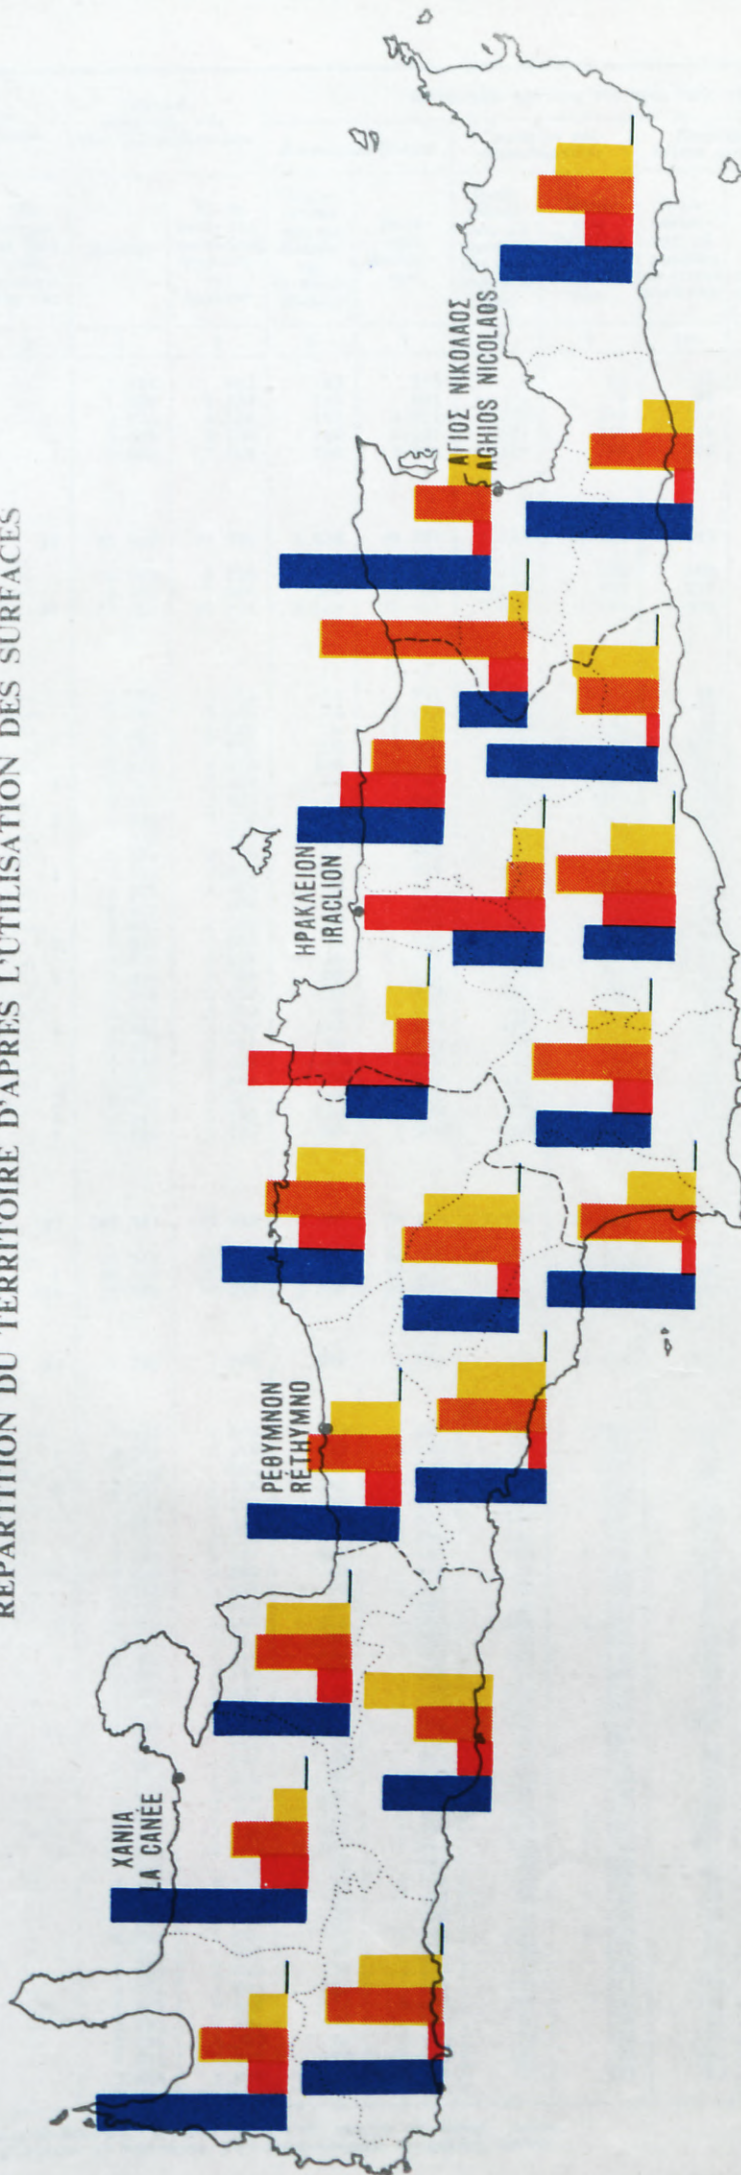 RÉPARTITION DU TERRITOIRE D'APRÈS L'UTILISATION DES SURFACES
ΧΑΝΙΑ
LA CANÉE
ΡΕΘΥΜΝΟΝ
RÉTHYMNO
ΗΡΑΚΛΕΙΟΝ
IRACLION
ΑΓΙΟΣ ΝΙΚΟΛΑΟΣ
AGHIOS NICOLAOS